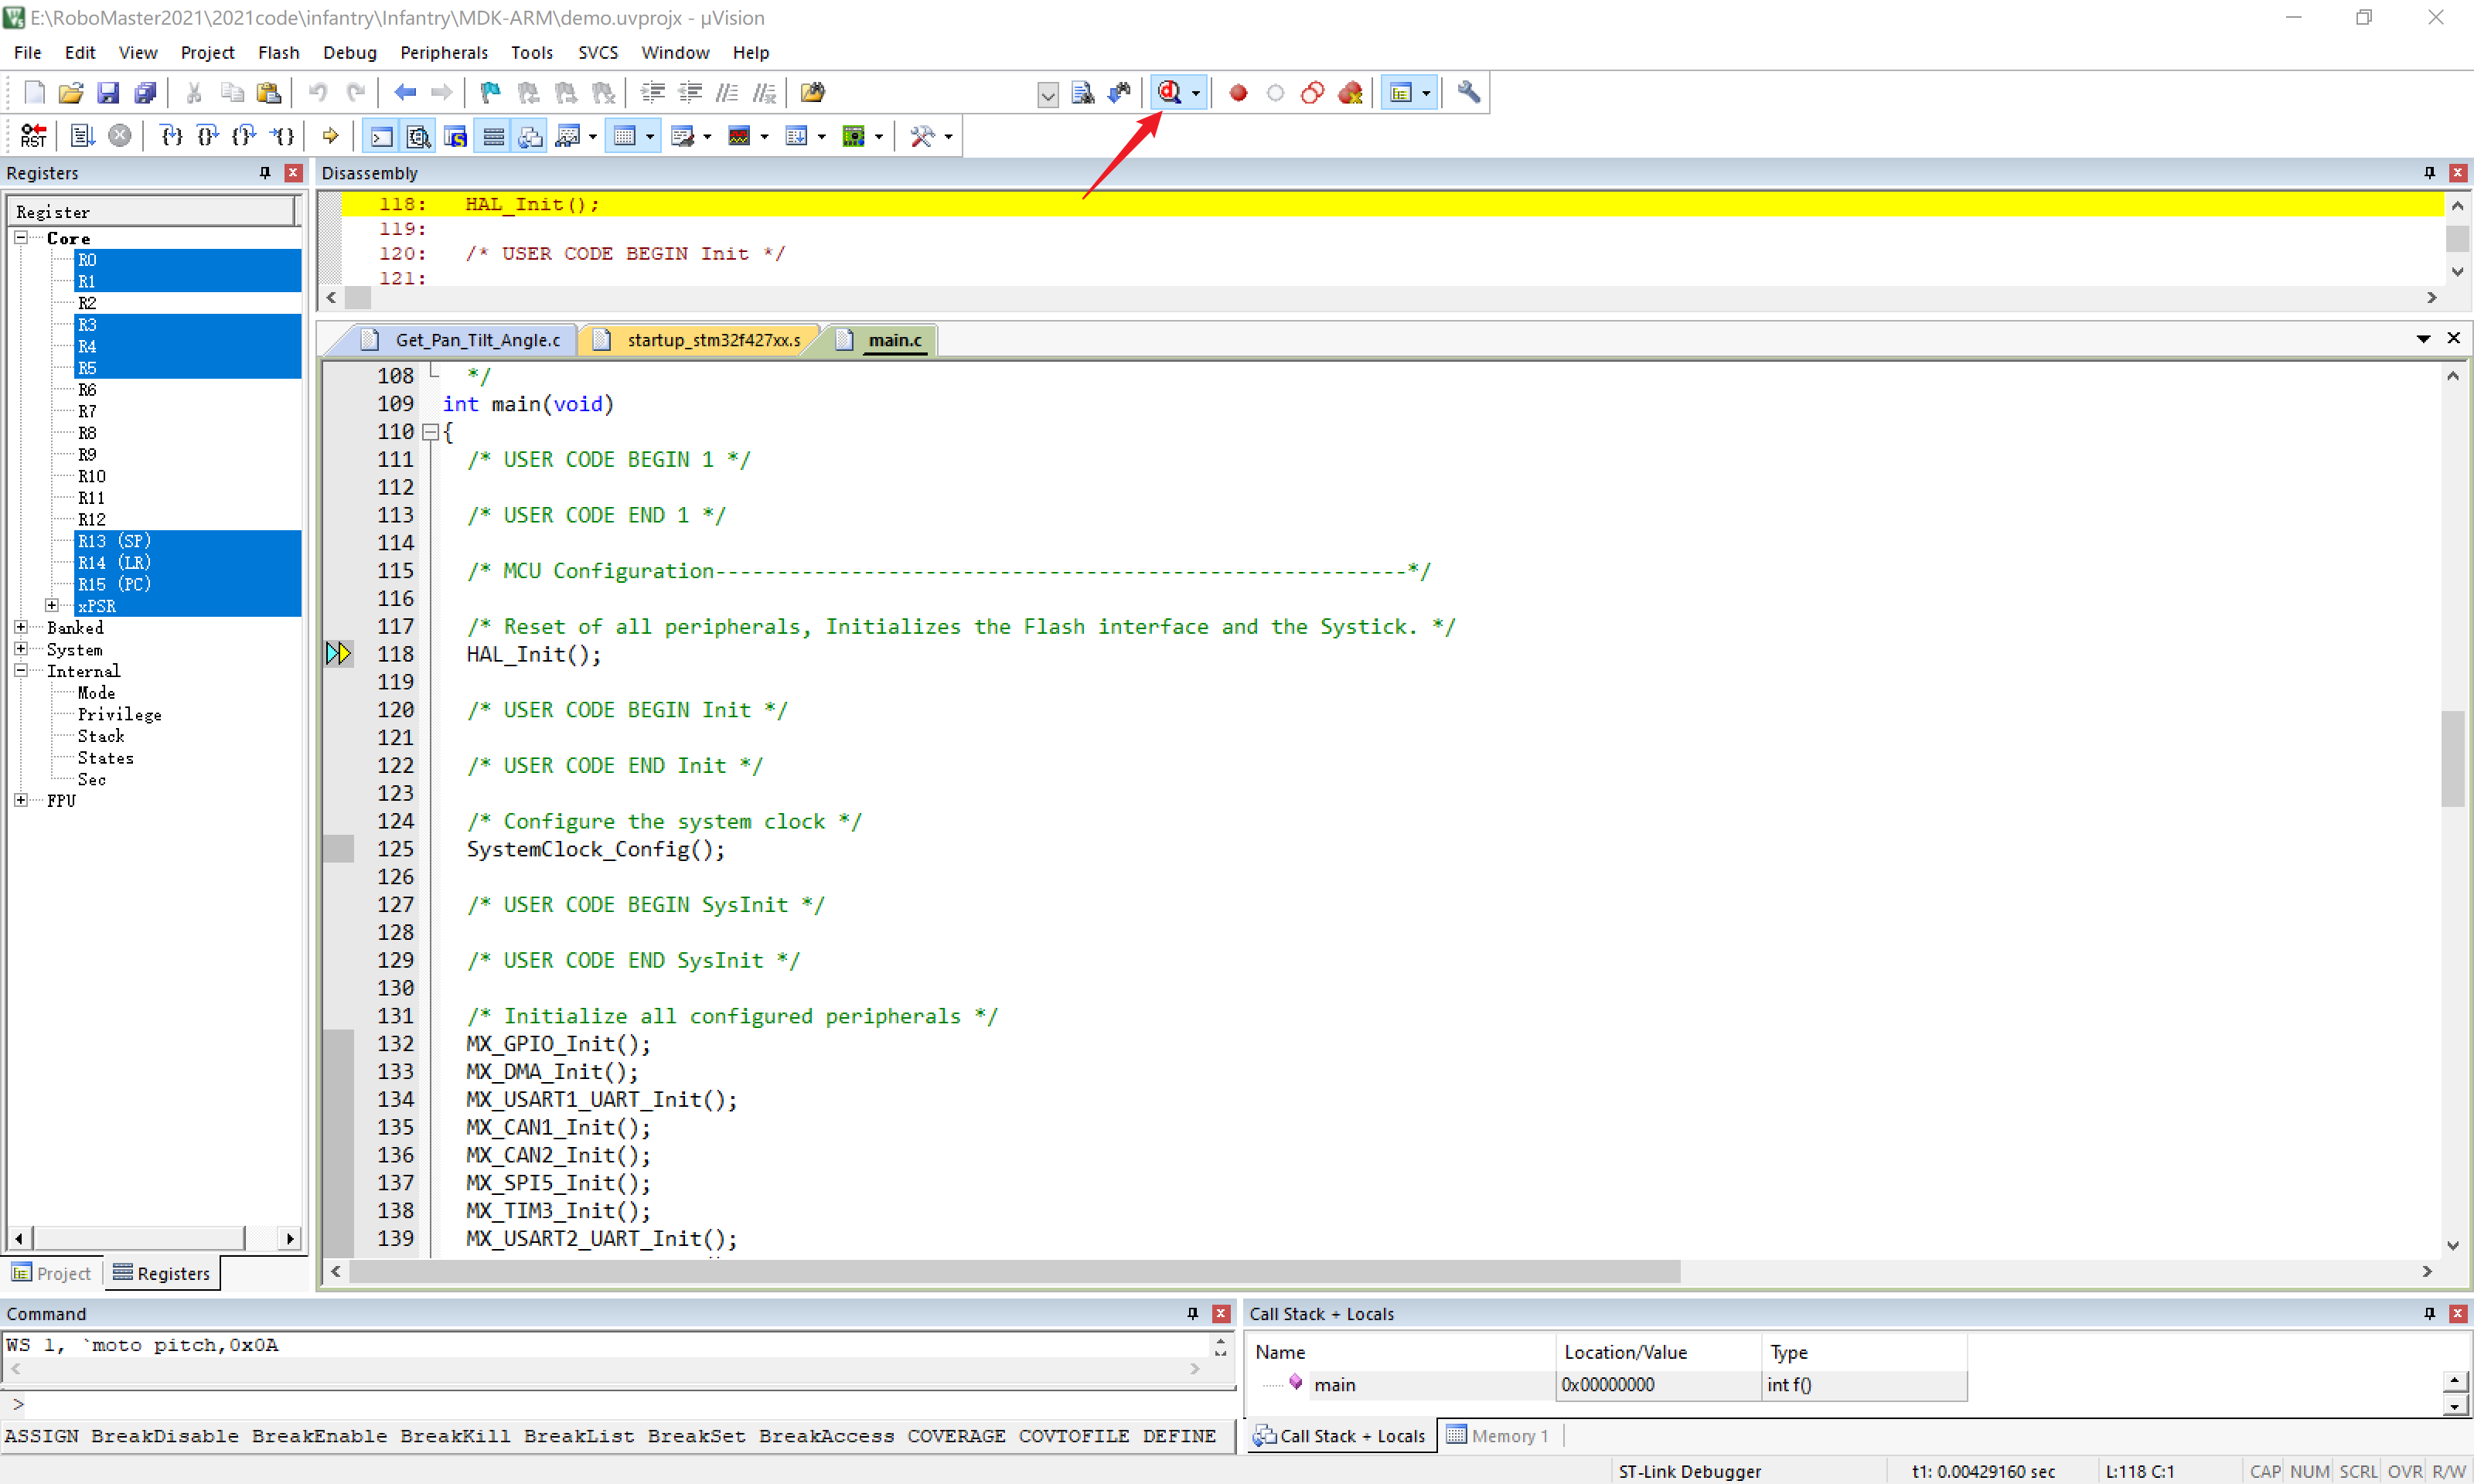 E:\RoboMaster2021\2021code\infantry\Infantry\MDK-ARM\demo.uvprojx - µVision
File Edit View Project Flash Debug Peripherals Tools SVCS Window Help
RST
Registers
Register
Core
R0
R1
R2
R3
R4
R5
R6
R7
R8
R9
R10
R11
R12
R13 (SP)
R14 (LR)
R15 (PC)
xPSR
Banked
System
Internal
Mode
Privilege
Stack
States
Sec
FPU
Project Registers
Disassembly
118: HAL_Init();
119:
120: /* USER CODE BEGIN Init */
121:
Get_Pan_Tilt_Angle.c startup_stm32f427xx.s main.c
108 */
109 int main(void)
110 {
111 /* USER CODE BEGIN 1 */
112
113 /* USER CODE END 1 */
114
115 /* MCU Configuration--------------------------------------------------------*/
116
117 /* Reset of all peripherals, Initializes the Flash interface and the Systick. */
118 HAL_Init();
119
120 /* USER CODE BEGIN Init */
121
122 /* USER CODE END Init */
123
124 /* Configure the system clock */
125 SystemClock_Config();
126
127 /* USER CODE BEGIN SysInit */
128
129 /* USER CODE END SysInit */
130
131 /* Initialize all configured peripherals */
132 MX_GPIO_Init();
133 MX_DMA_Init();
134 MX_USART1_UART_Init();
135 MX_CAN1_Init();
136 MX_CAN2_Init();
137 MX_SPI5_Init();
138 MX_TIM3_Init();
139 MX_USART2_UART_Init();
Command
WS 1, `moto pitch,0x0A
>
ASSIGN BreakDisable BreakEnable BreakKill BreakList BreakSet BreakAccess COVERAGE COVTOFILE DEFINE
Call Stack + Locals
Name Location/Value Type
main 0x00000000 int f()
Call Stack + Locals Memory 1
ST-Link Debugger t1: 0.00429160 sec L:118 C:1 CAP NUM SCRL OVR R/W